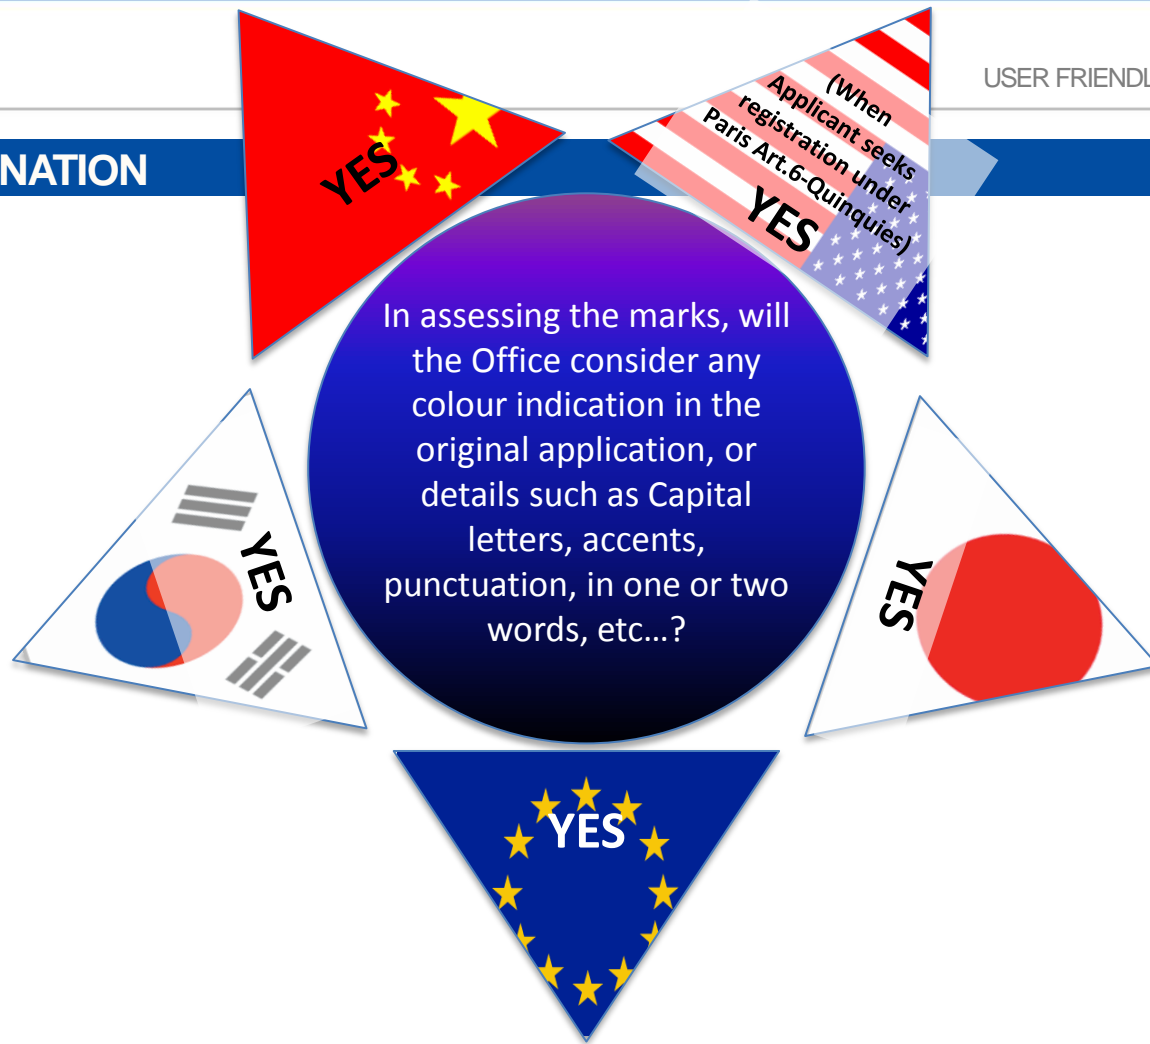 USER FRIENDL
NATION
YES
(When
Applicant seeks
registration under
Paris Art.6-Quinquies)
YES
In assessing the marks, will
the Office consider any
colour indication in the
original application, or
details such as Capital
letters, accents,
punctuation, in one or two
words, etc...?
YES
YES
YES